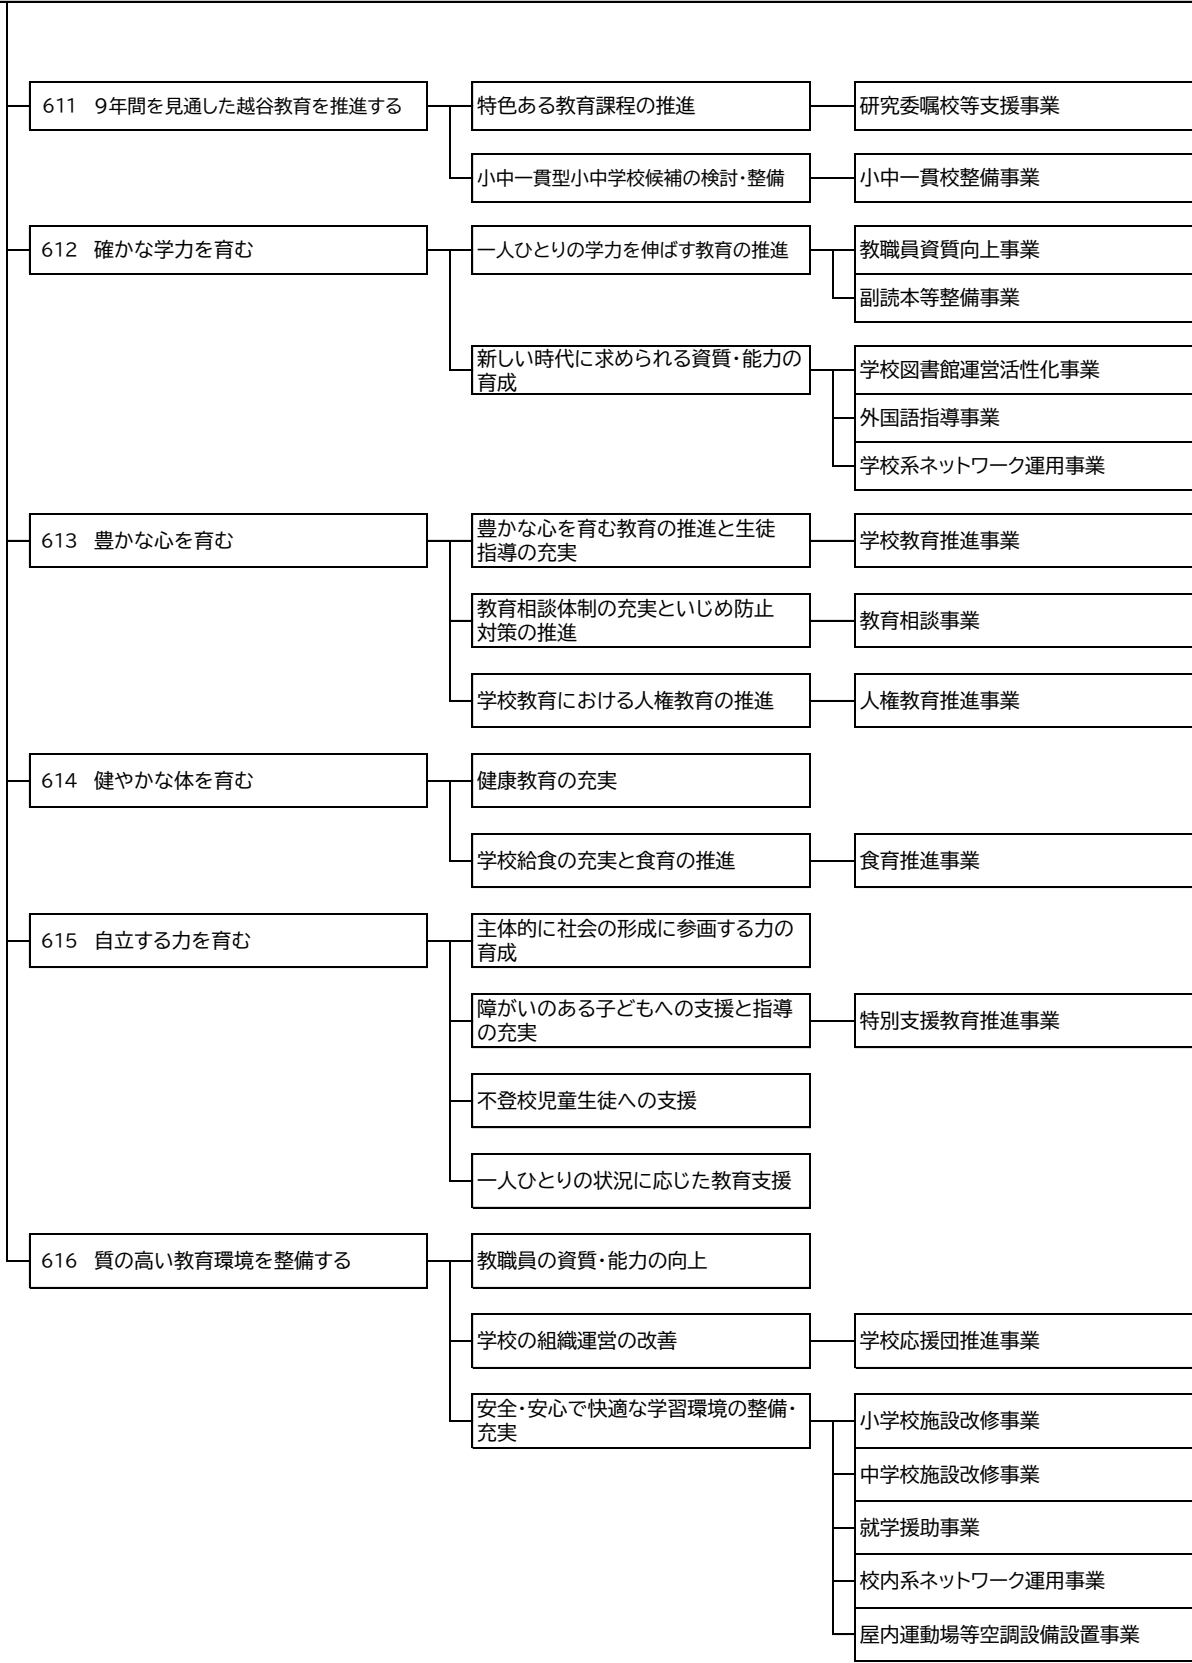 611 9年間を見通した越谷教育を推進する
特色ある教育課程の推進
研究委嘱校等支援事業
小中一貫型小中学校候補の検討・整備
小中一貫校整備事業
612 確かな学力を育む
一人ひとりの学力を伸ばす教育の推進
教職員資質向上事業
副読本等整備事業
新しい時代に求められる資質・能力の
育成
学校図書館運営活性化事業
外国語指導事業
学校系ネットワーク運用事業
613 豊かな心を育む
豊かな心を育む教育の推進と生徒
指導の充実
学校教育推進事業
教育相談体制の充実といじめ防止
対策の推進
教育相談事業
学校教育における人権教育の推進
人権教育推進事業
614 健やかな体を育む
健康教育の充実
学校給食の充実と食育の推進
食育推進事業
615 自立する力を育む
主体的に社会の形成に参画する力の
育成
障がいのある子どもへの支援と指導
の充実
特別支援教育推進事業
不登校児童生徒への支援
一人ひとりの状況に応じた教育支援
616 質の高い教育環境を整備する
教職員の資質・能力の向上
学校の組織運営の改善
学校応援団推進事業
安全・安心で快適な学習環境の整備・
充実
小学校施設改修事業
中学校施設改修事業
就学援助事業
校内系ネットワーク運用事業
屋内運動場等空調設備設置事業